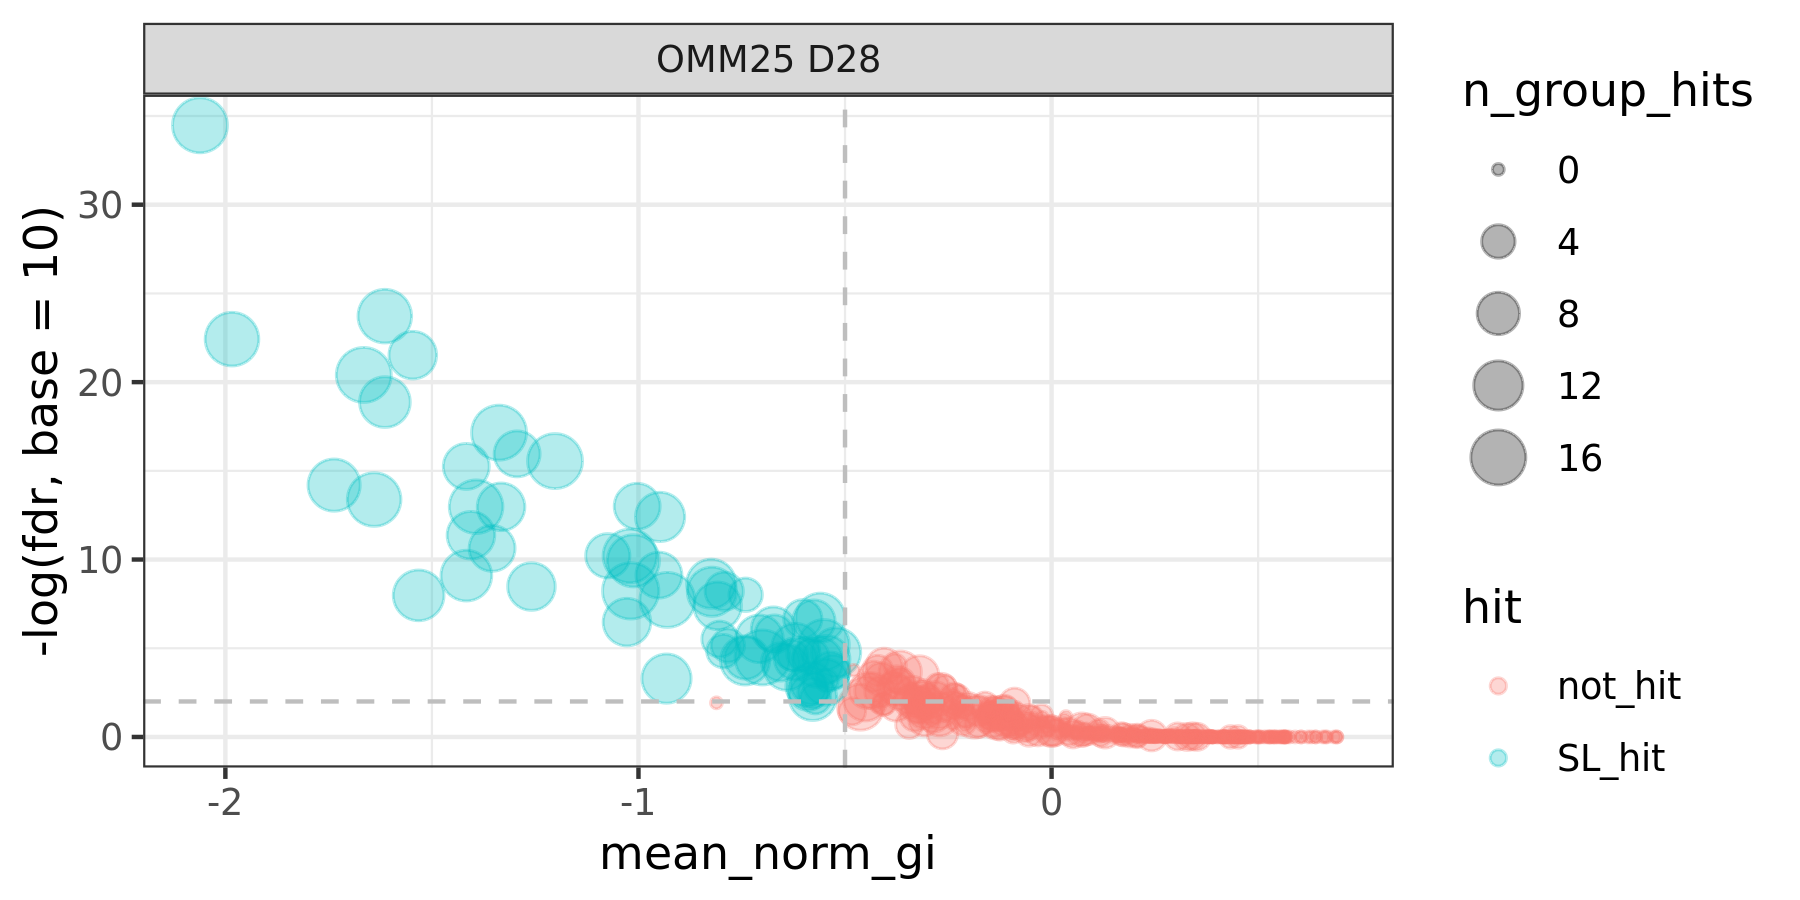 OMM25 D28
-log(fdr, base = 10)
30
20
10
0
-2
-1
0
mean_norm_gi
n_group_hits
0
4
8
12
16
hit
not_hit
SL_hit